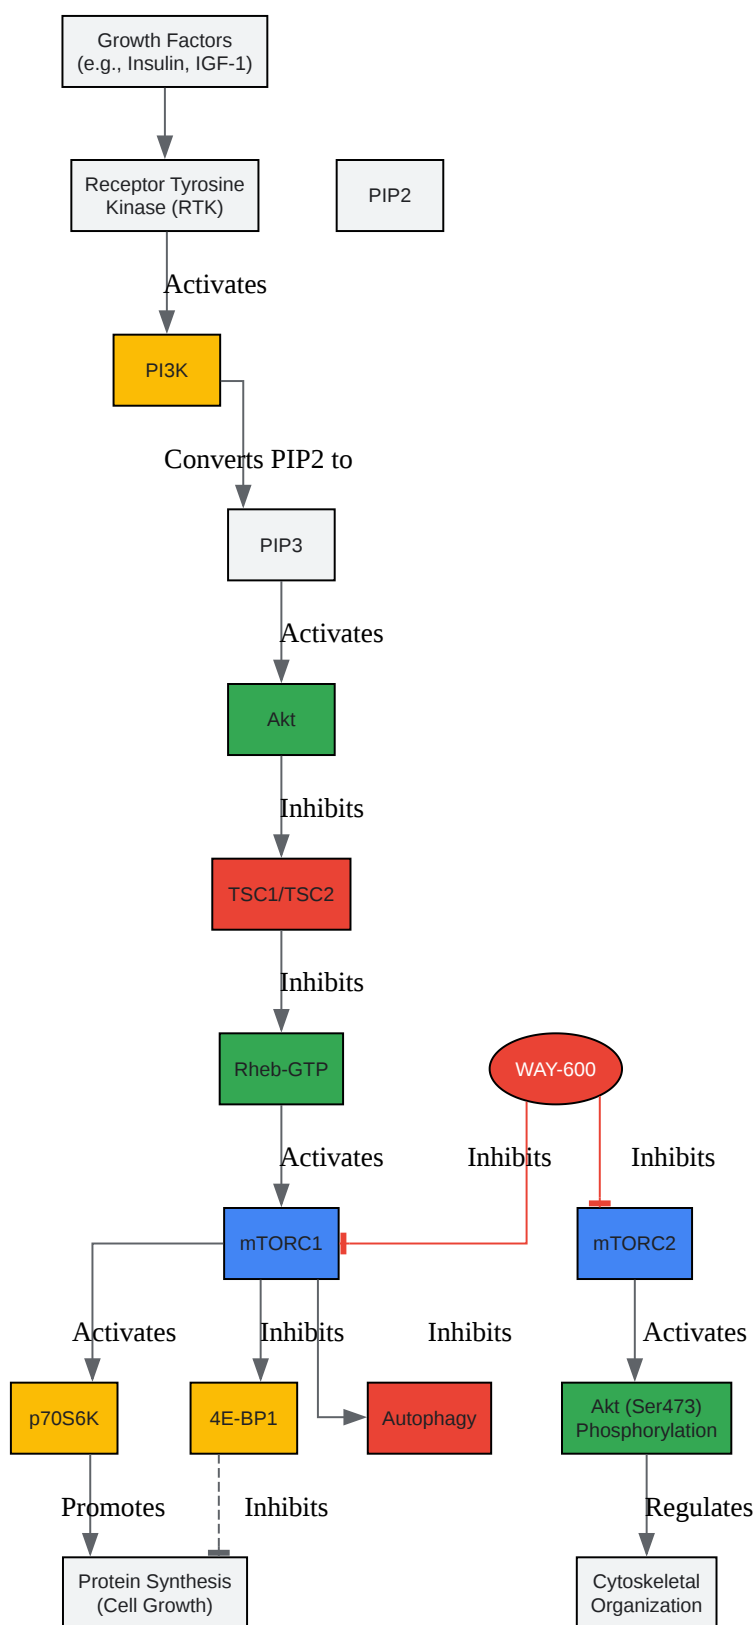 Growth Factors
(e.g., Insulin, IGF-1)
Receptor Tyrosine
Kinase (RTK)
PIP2
Activates
PI3K
Converts PIP2 to
PIP3
Activates
Akt
Inhibits
TSC1/TSC2
Inhibits
Rheb-GTP
WAY-600
Activates
Inhibits
Inhibits
mTORC1
mTORC2
Activates
Inhibits
Inhibits
Activates
p70S6K
4E-BP1
Autophagy
Akt (Ser473)
Phosphorylation
Promotes
Inhibits
Regulates
Protein Synthesis
(Cell Growth)
Cytoskeletal
Organization